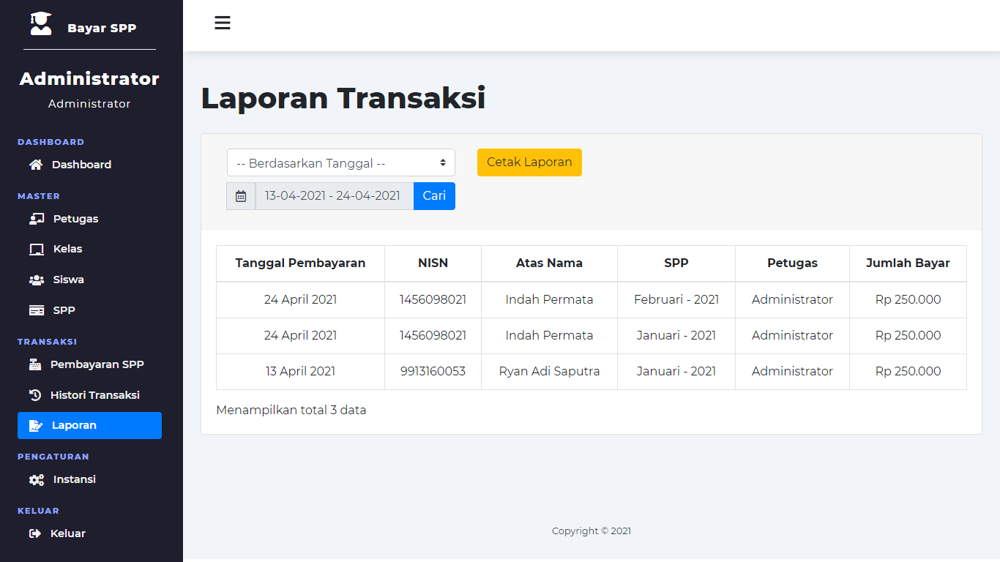 Bayar SPP
Administrator
Administrator
DASHBOARD
Dashboard
MASTER
Petugas
Kelas
Siswa
SPP
TRANSAKSI
Pembayaran SPP
Histori Transaksi
Laporan
PENGATURAN
Instansi
KELUAR
Keluar
Laporan Transaksi
-- Berdasarkan Tanggal -- Cetak Laporan
13-04-2021 - 24-04-2021 Cari
Tanggal Pembayaran NISN Atas Nama SPP Petugas Jumlah Bayar
24 April 2021 1456098021 Indah Permata Februari - 2021 Administrator Rp 250.000
24 April 2021 1456098021 Indah Permata Januari - 2021 Administrator Rp 250.000
13 April 2021 9913160053 Ryan Adi Saputra Januari - 2021 Administrator Rp 250.000
Menampilkan total 3 data
Copyright © 2021